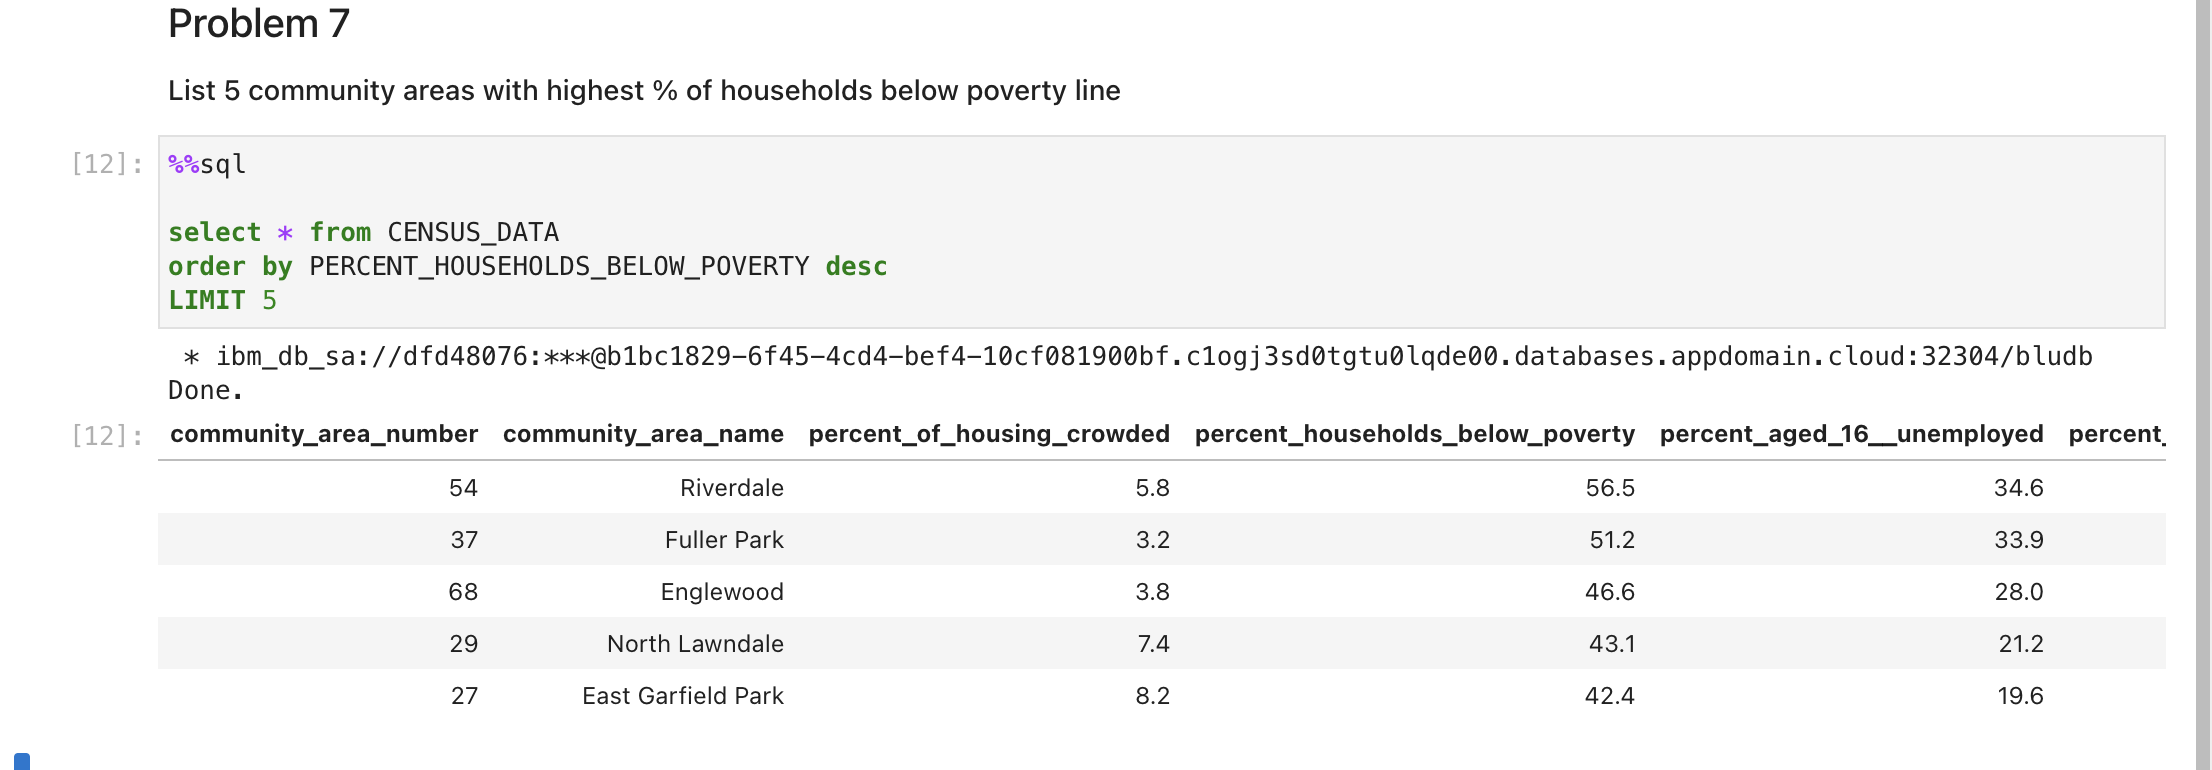 Problem 7
List 5 community areas with highest % of households below poverty line
[12]: %%sql
select * from CENSUS_DATA
order by PERCENT_HOUSEHOLDS_BELOW_POVERTY desc
LIMIT 5
* ibm_db_sa://dfd48076:***@b1bc1829-6f45-4cd4-bef4-10cf081900bf.c1ogj3sd0tgtu0lqde00.databases.appdomain.cloud:32304/bludb
Done.
[12]: community_area_number community_area_name percent_of_housing_crowded percent_households_below_poverty percent_aged_16__unemployed percent_
54 Riverdale 5.8 56.5 34.6
37 Fuller Park 3.2 51.2 33.9
68 Englewood 3.8 46.6 28.0
29 North Lawndale 7.4 43.1 21.2
27 East Garfield Park 8.2 42.4 19.6